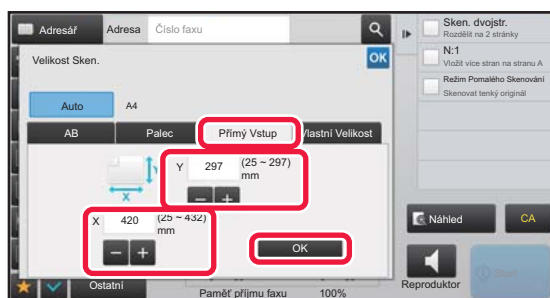 Adresář
Adresa
Číslo faxu
Velikost Sken.
OK
Auto
A4
AB
Palec
Přímý Vstup
Vlastní Velikost
Y
Y 297 (25 ~ 297)
mm
X
X 420 (25 ~ 432)
mm
OK
Ostatní
Paměť příjmu faxu 100%
Sken. dvojstr.
Rozdělit na 2 stránky
N:1
Vložit více stran na stranu A
Režim Pomalého Skenování
Skenovat tenký originál
Náhled
CA
Reproduktor
Start